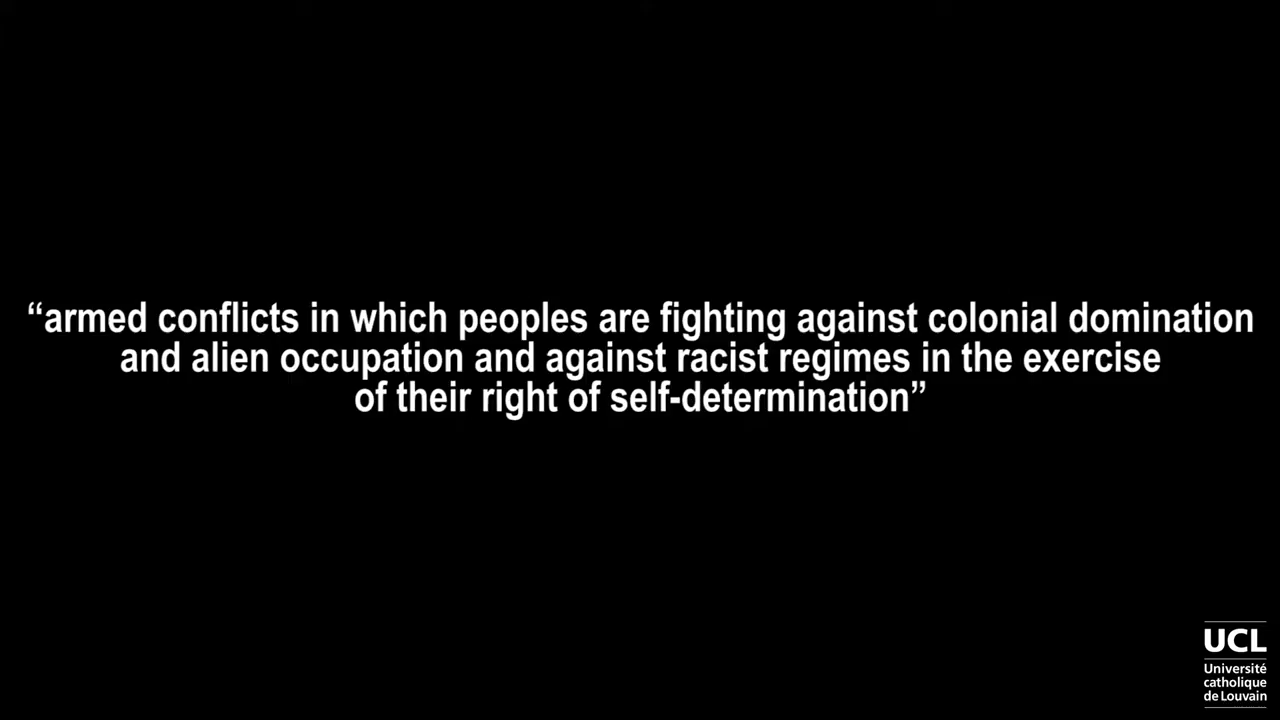 “armed conflicts in which peoples are fighting against colonial domination
and alien occupation and against racist regimes in the exercise
of their right of self-determination”
UCL
Université
catholique
de Louvain